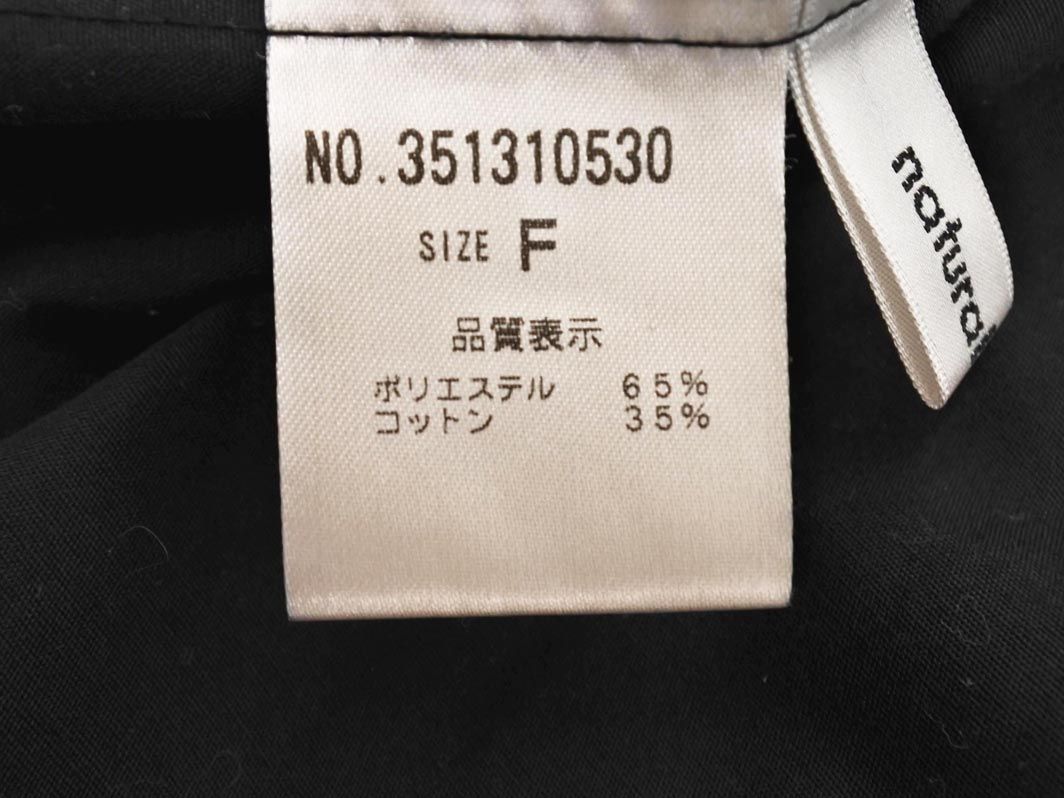 NO.351310530
SIZE F
品質表示
ポリエステル 65%
コットン 35%
natural